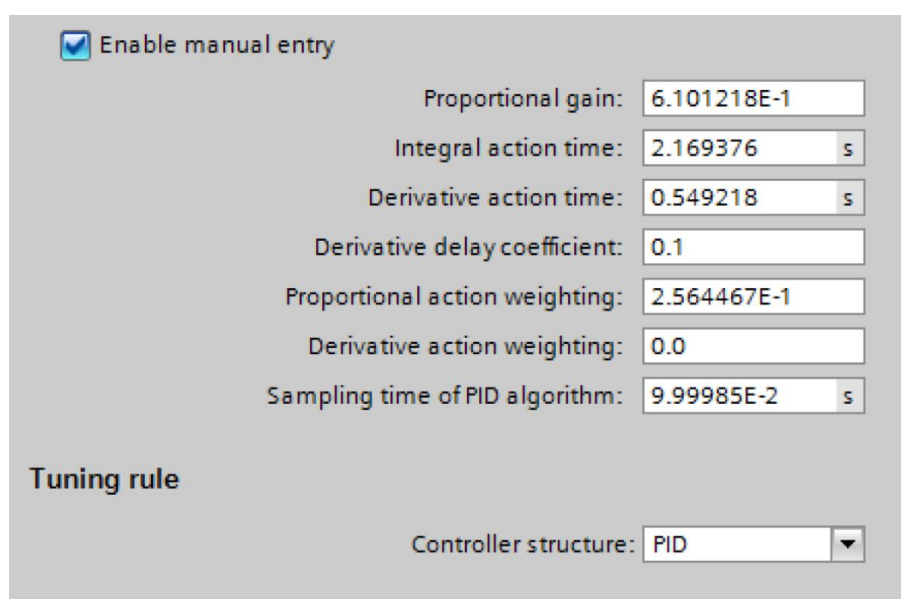 Enable manual entry
Proportional gain: 6.101218E-1
Integral action time: 2.169376 s
Derivative action time: 0.549218 s
Derivative delay coefficient: 0.1
Proportional action weighting: 2.564467E-1
Derivative action weighting: 0.0
Sampling time of PID algorithm: 9.99985E-2 s
Tuning rule
Controller structure: PID